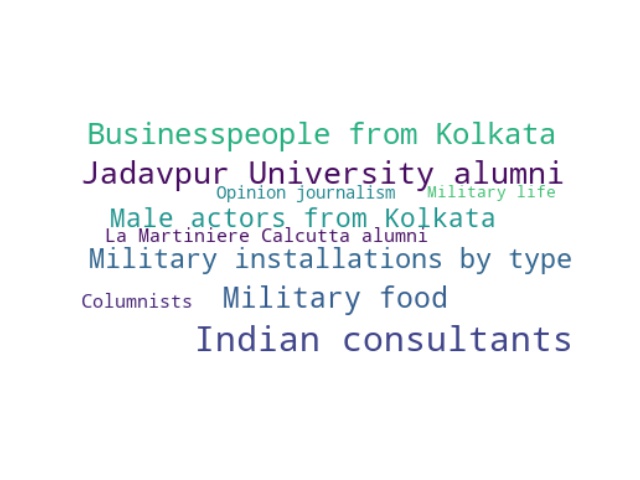 Businesspeople from Kolkata
Jadavpur University alumni
Opinion journalism
Military life
Male actors from Kolkata
La Martiniere Calcutta alumni
Military installations by type
Columnists
Military food
Indian consultants